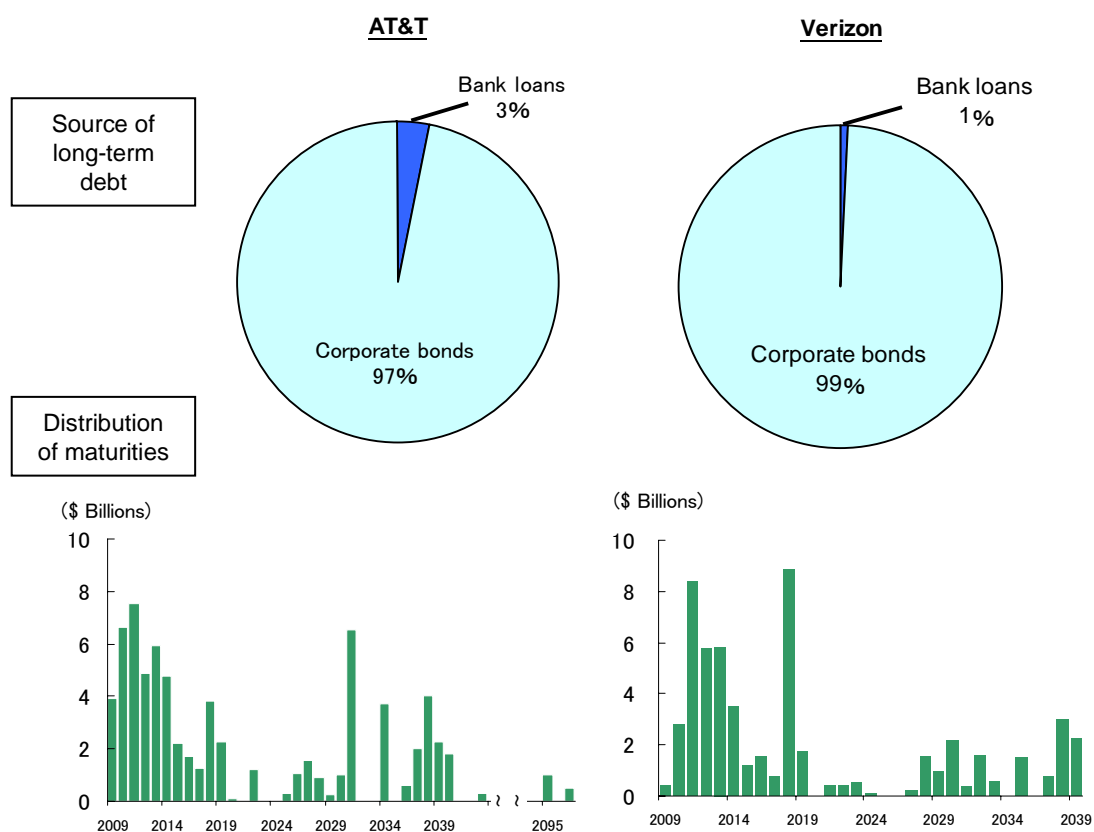 AT&T
Verizon
Source of
long-term
debt
Bank loans
3%
Corporate bonds
97%
Bank loans
1%
Corporate bonds
99%
Distribution
of maturities
($ Billions)
10
8
6
4
2
0
2009 2014 2019 2024 2029 2034 2039 2095
($ Billions)
10
8
6
4
2
0
2009 2014 2019 2024 2029 2034 2039